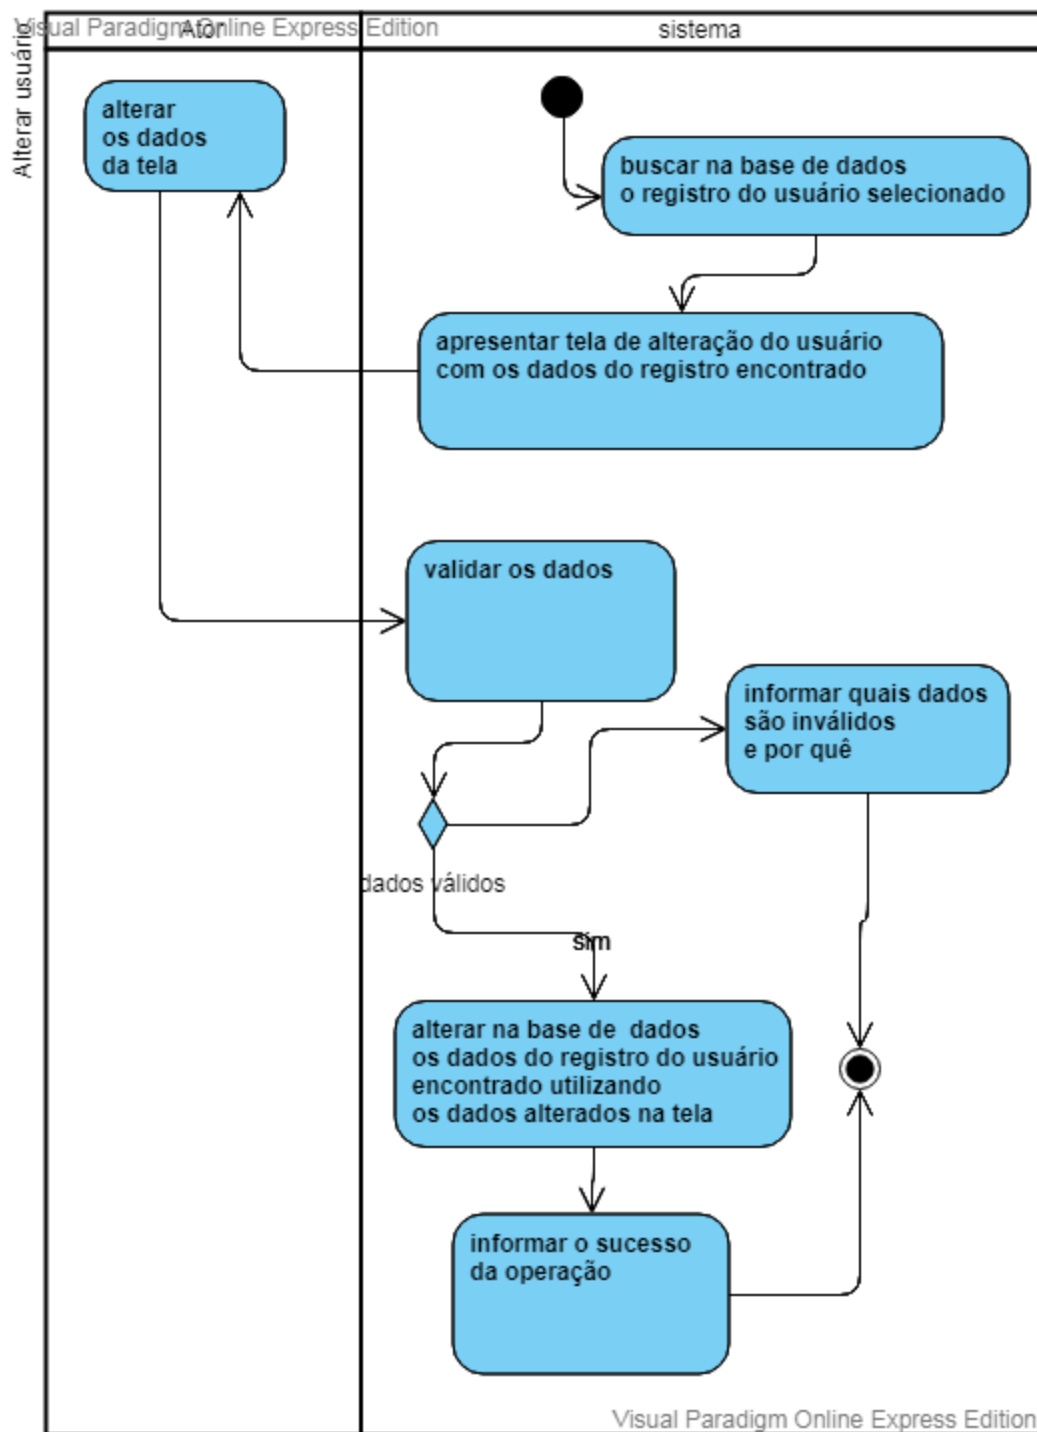 Visual Paradigm Online Express Edition
Ator
sistema
Alterar usuário
alterar
os dados
da tela
buscar na base de dados
o registro do usuário selecionado
apresentar tela de alteração do usuário
com os dados do registro encontrado
validar os dados
informar quais dados
são inválidos
e por quê
dados válidos
sim
alterar na base de  dados
os dados do registro do usuário
encontrado utilizando
os dados alterados na tela
informar o sucesso
da operação
Visual Paradigm Online Express Edition